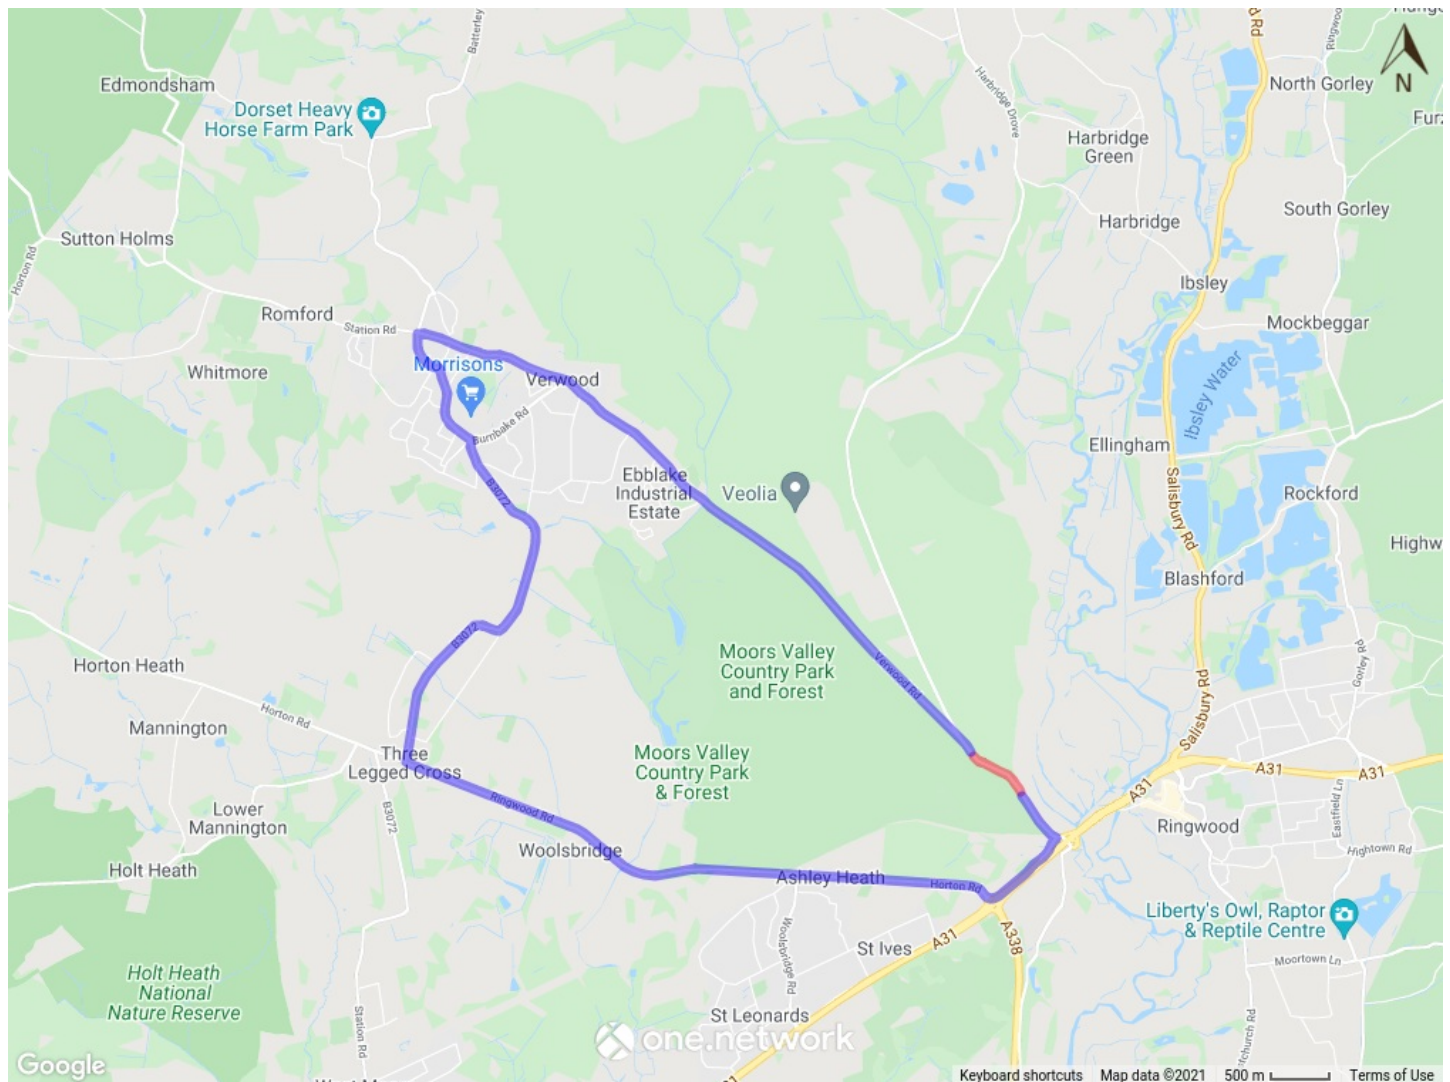 Batterley
d Rd
Ringwoo
Edmondsham
Dorset Heavy
Horse Farm Park
Harbridge Drove
North Gorley
N
Harbridge
Green
Furz
Sutton Holms
Harbridge
South Gorley
Horton Rd
Ibsley
Romford
Station Rd
Mockbeggar
Whitmore
Morrisons
Verwood
Ibsley Water
Burnbake Rd
Ellingham
Ebblake
Industrial
Estate
Veolia
B3072
Salisbury Rd
Rockford
Highw
Blashford
B3072
Horton Heath
Moors Valley
Country Park
and Forest
Verwood Rd
Gorley Rd
Salisbury Rd
Horton Rd
Mannington
Three
Legged Cross
Moors Valley
Country Park
& Forest
A31
A31
A31
Eastfield Ln
Ringwood Rd
B3072
Lower
Mannington
Ringwood
Hightown Rd
Woolsbridge
Holt Heath
Ashley Heath
Horton Rd
Liberty's Owl, Raptor
& Reptile Centre
Woolsbridge Rd
St Ives
A31
A338
Moortown Ln
Holt Heath
National
Nature Reserve
St Leonards
Station Rd
one.network
Google
Keyboard shortcuts Map data ©2021 500 m Terms of Use